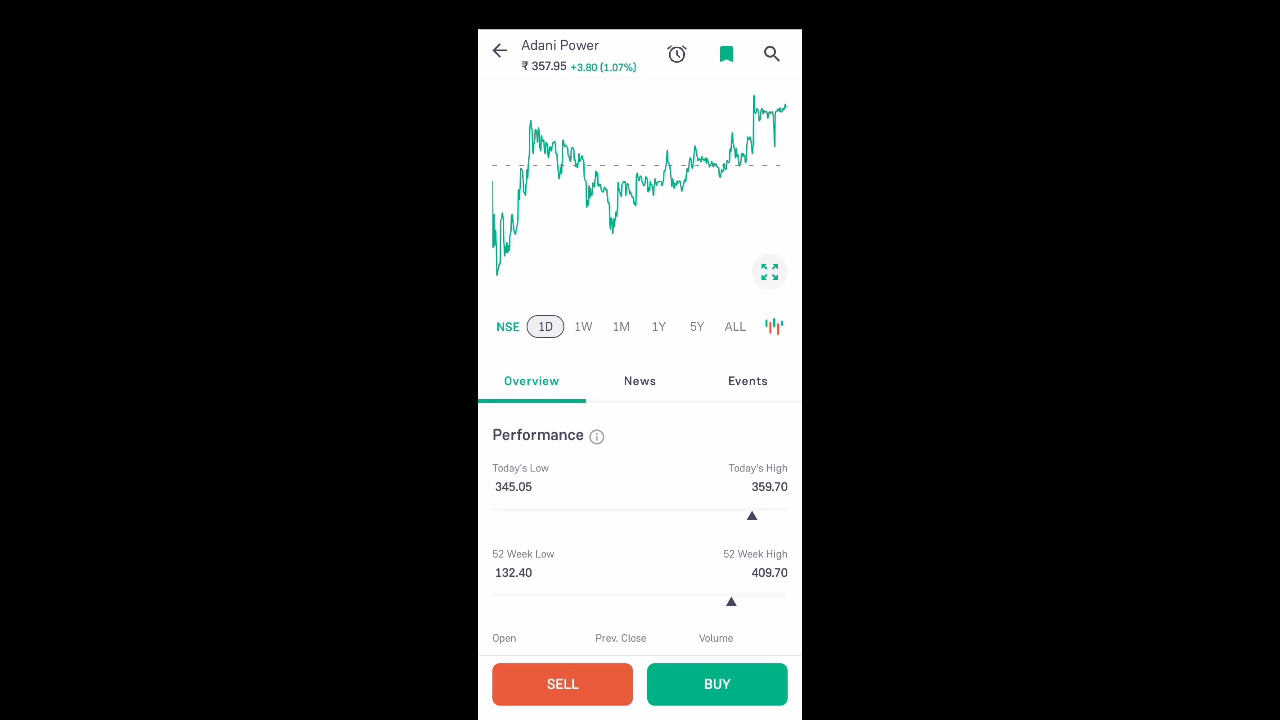 Adani Power
₹ 357.95 +3.80 (1.07%)
NSE 1D 1W 1M 1Y 5Y ALL
Overview News Events
Performance
Today's Low Today's High
345.05 359.70
52 Week Low 52 Week High
132.40 409.70
Open Prev. Close Volume
SELL BUY